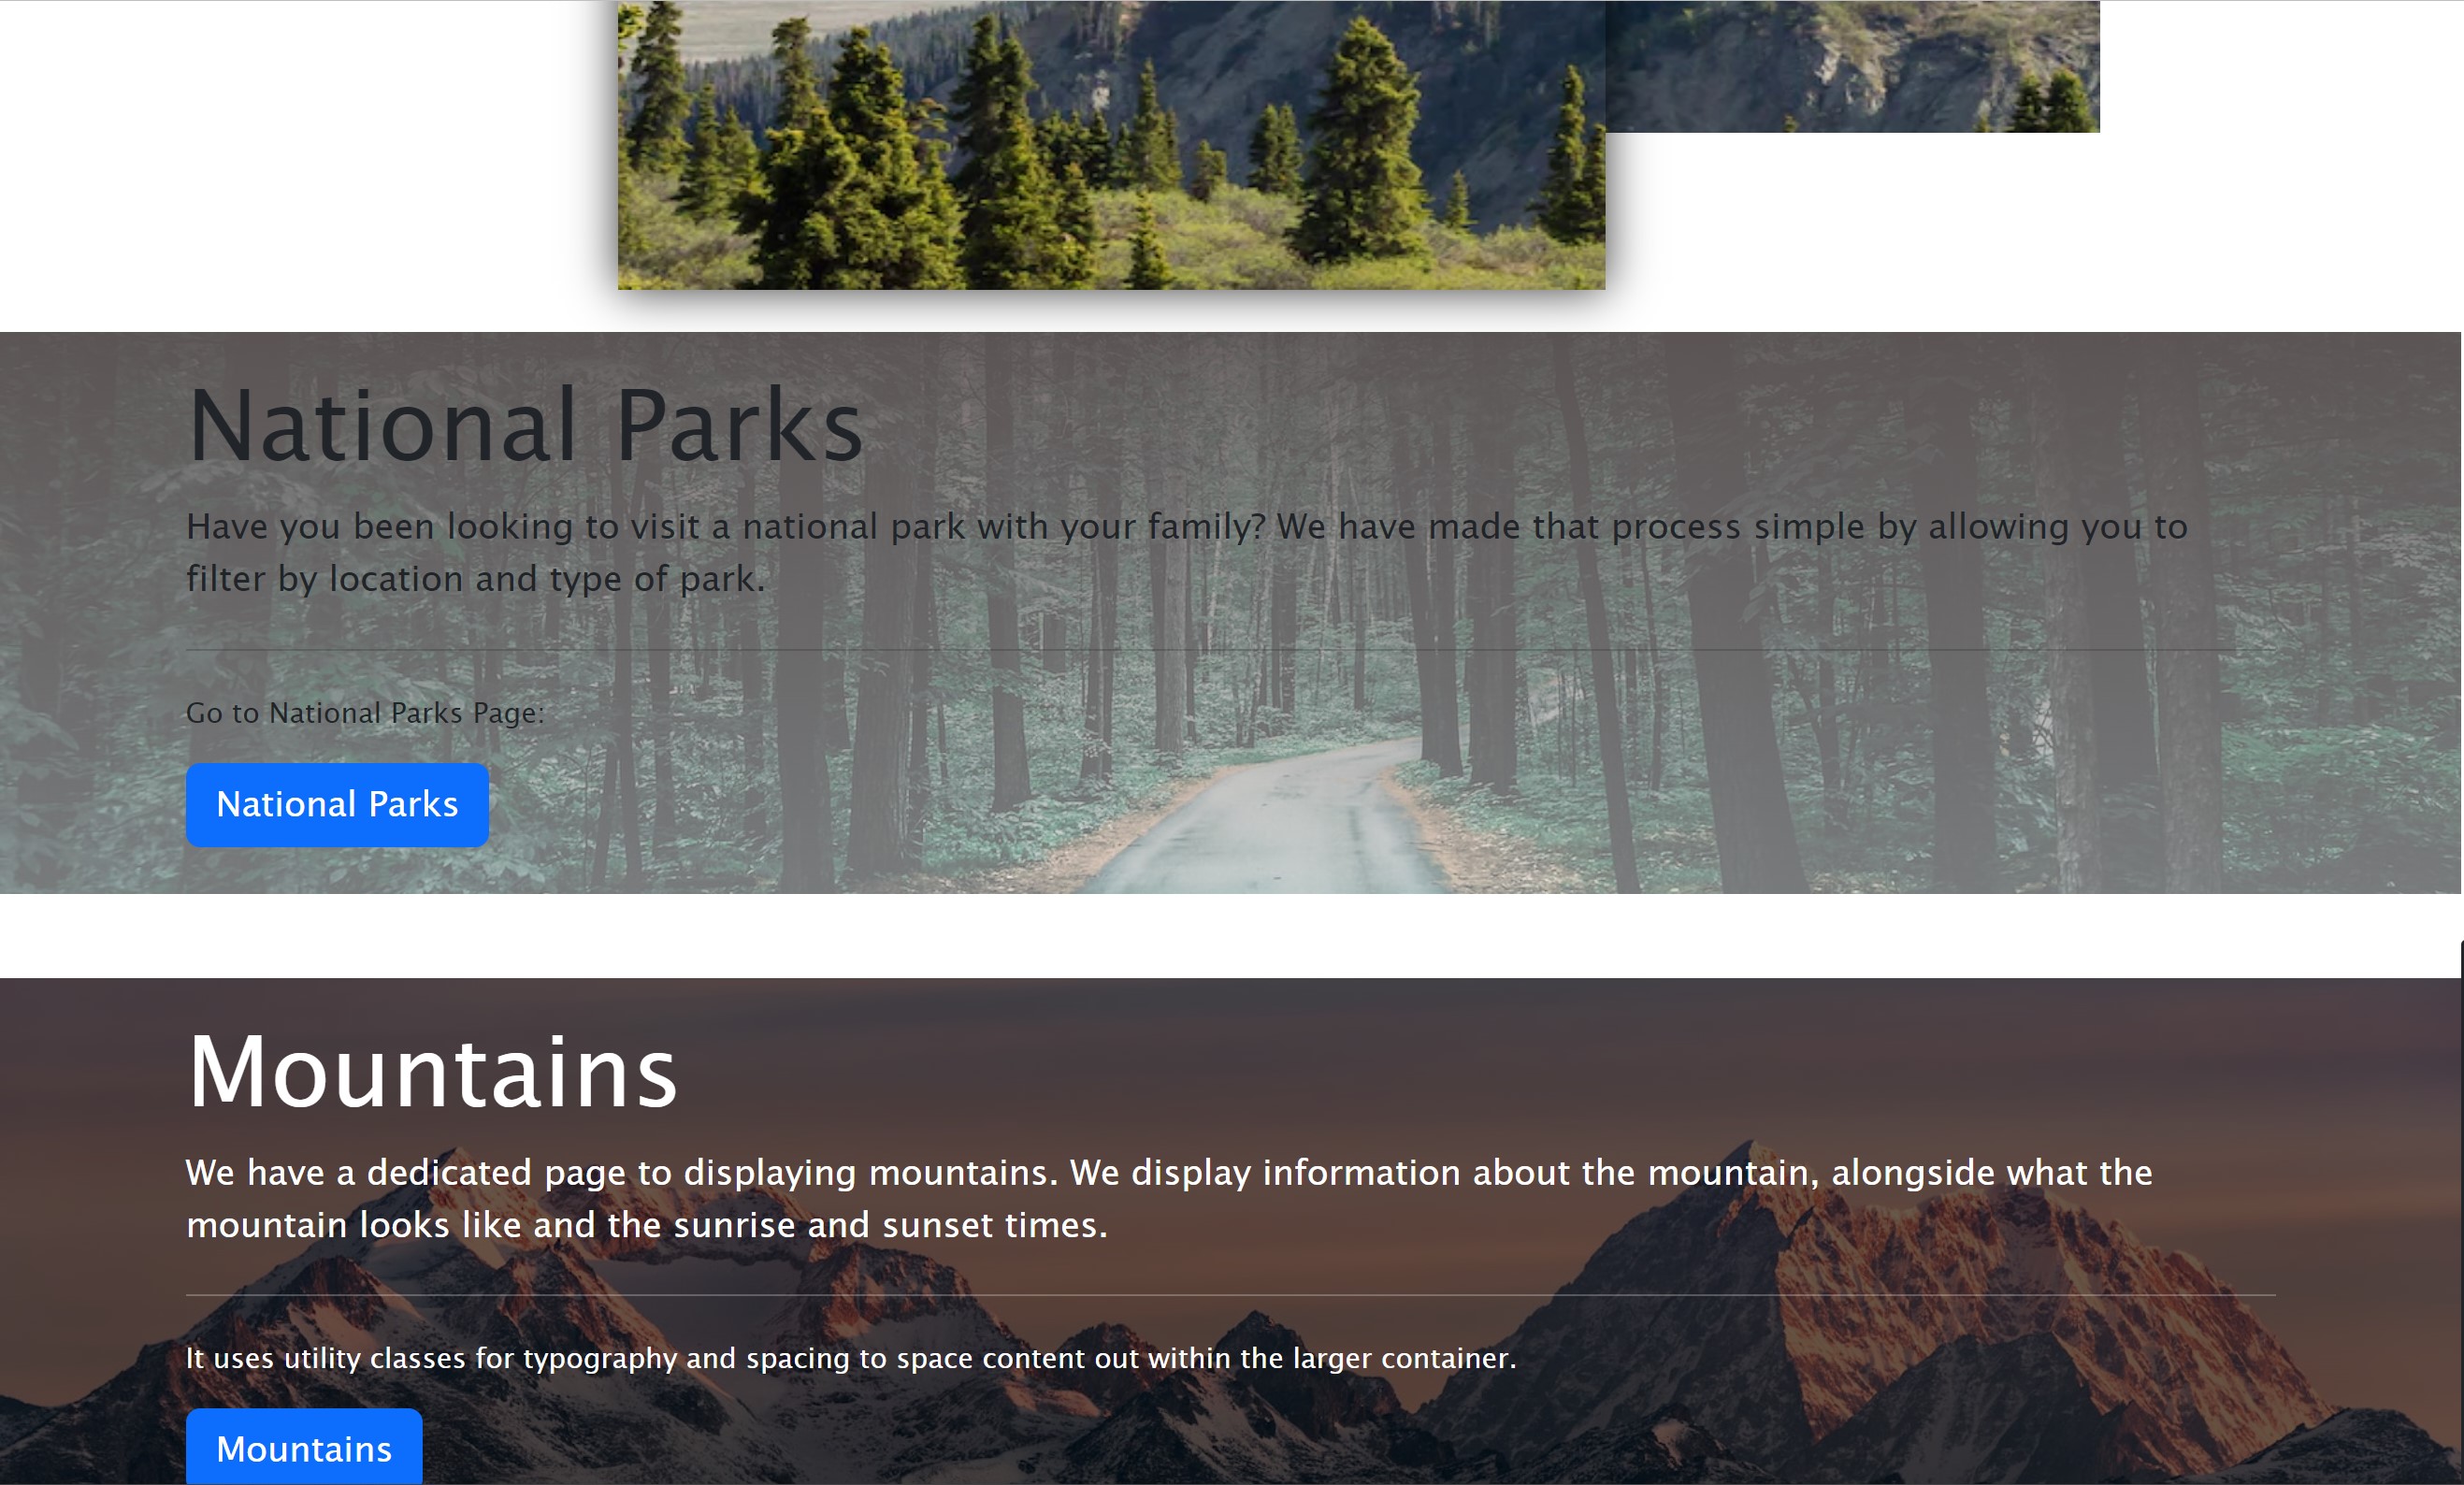 National Parks
Have you been looking to visit a national park with your family? We have made that process simple by allowing you to
filter by location and type of park.
Go to National Parks Page:
National Parks
Mountains
We have a dedicated page to displaying mountains. We display information about the mountain, alongside what the
mountain looks like and the sunrise and sunset times.
It uses utility classes for typography and spacing to space content out within the larger container.
Mountains